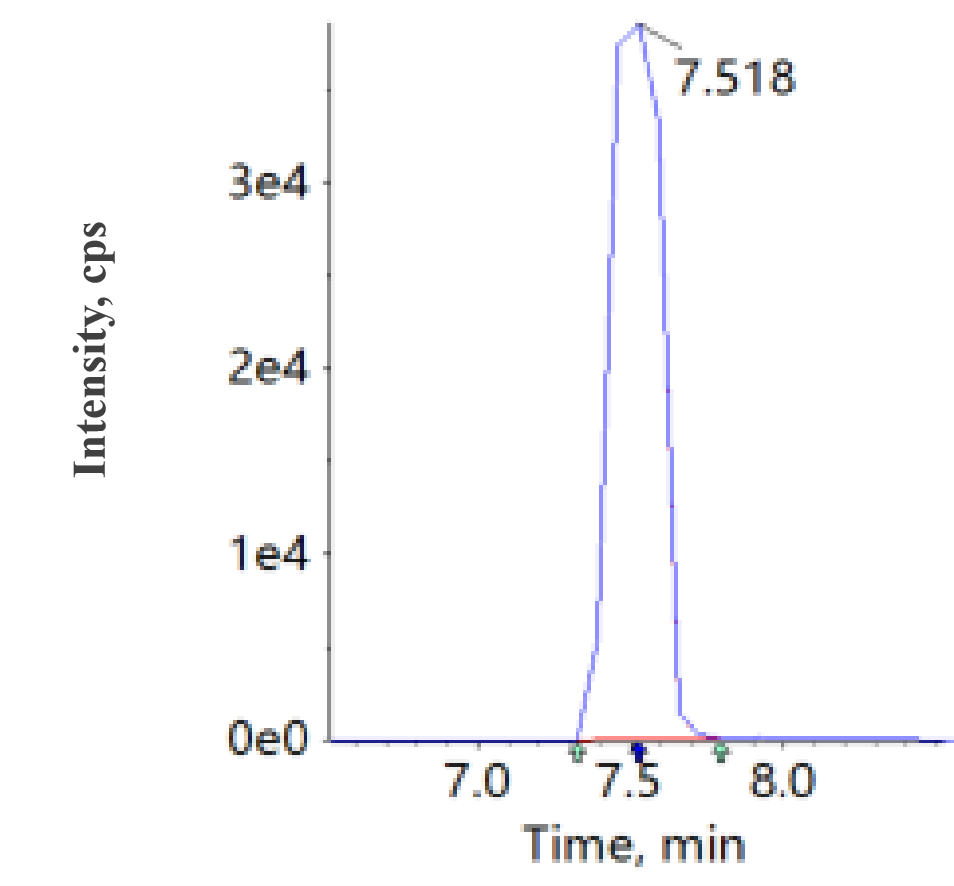 7.518
3e4
Intensity, cps
2e4
1e4
0e0
7.0 7.5 8.0
Time, min